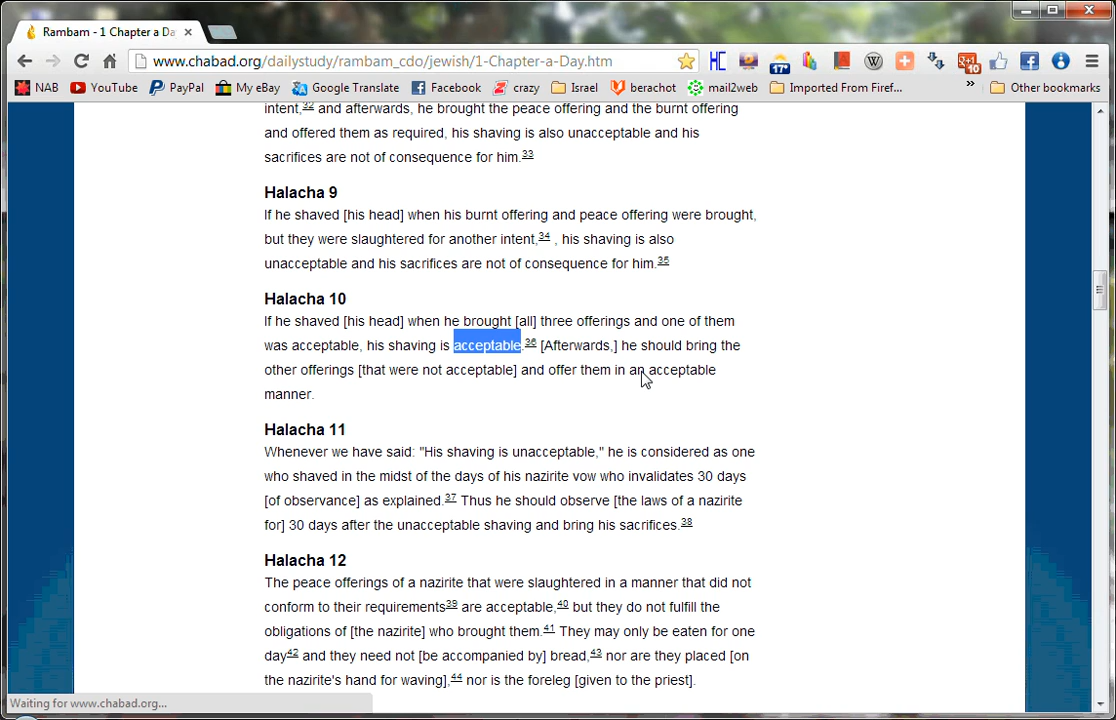 Rambam - 1 Chapter a Da
www.chabad.org/dailystudy/rambam_cdo/jewish/1-Chapter-a-Day.htm
HC
17*
W
g+1
10
NAB YouTube PayPal My eBay Google Translate Facebook crazy Israel berachot mail2web Imported From Firef... » Other bookmarks
intent,32 and afterwards, he brought the peace offering and the burnt offering
and offered them as required, his shaving is also unacceptable and his
sacrifices are not of consequence for him.33
Halacha 9
If he shaved [his head] when his burnt offering and peace offering were brought,
but they were slaughtered for another intent,34 , his shaving is also
unacceptable and his sacrifices are not of consequence for him.35
Halacha 10
If he shaved [his head] when he brought [all] three offerings and one of them
was acceptable, his shaving is acceptable.36 [Afterwards,] he should bring the
other offerings [that were not acceptable] and offer them in an acceptable
manner.
Halacha 11
Whenever we have said: "His shaving is unacceptable," he is considered as one
who shaved in the midst of the days of his nazirite vow who invalidates 30 days
[of observance] as explained.37 Thus he should observe [the laws of a nazirite
for] 30 days after the unacceptable shaving and bring his sacrifices.38
Halacha 12
The peace offerings of a nazirite that were slaughtered in a manner that did not
conform to their requirements39 are acceptable,40 but they do not fulfill the
obligations of [the nazirite] who brought them.41 They may only be eaten for one
day42 and they need not [be accompanied by] bread,43 nor are they placed [on
the nazirite's hand for waving],44 nor is the foreleg [given to the priest].
Waiting for www.chabad.org...